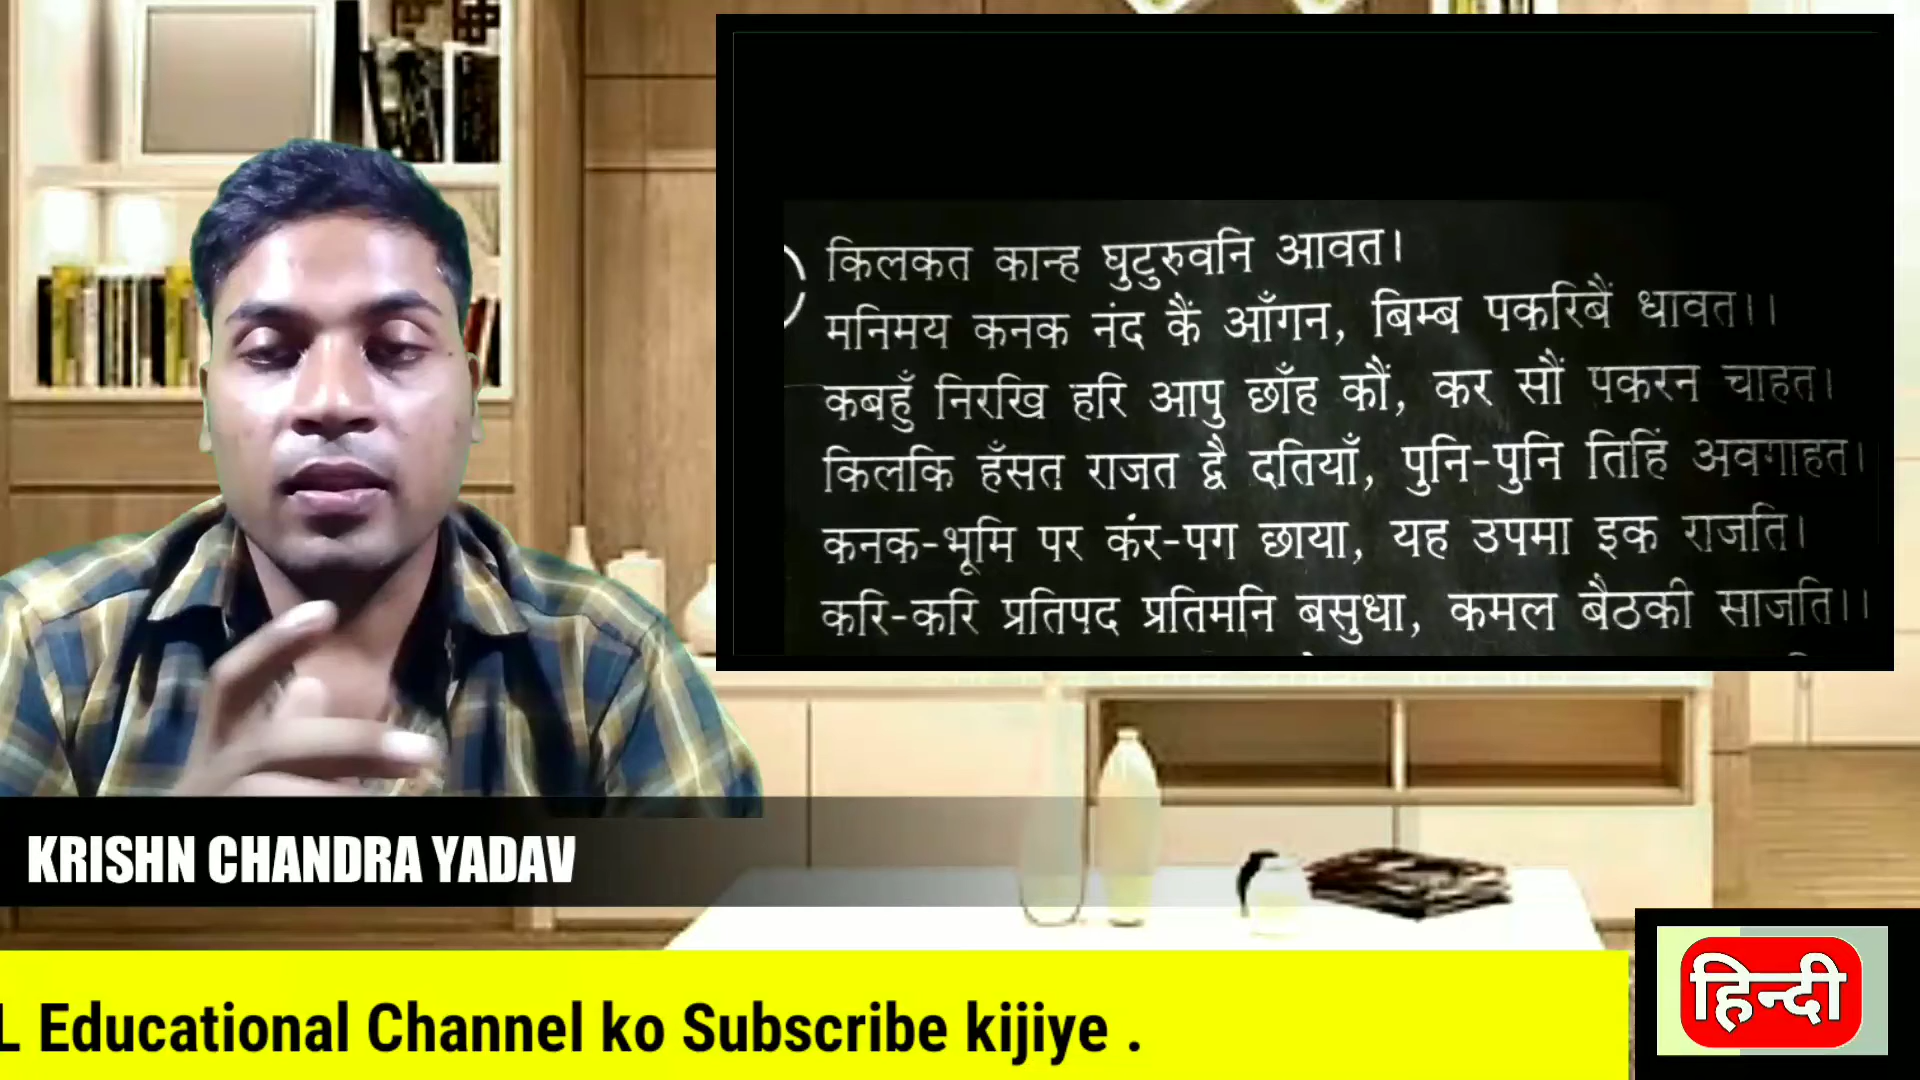 किलकत कान्ह घुटुरुवनि आवत।
मनिमय कनक नंद कैं आँगन, बिम्ब पकरिबैं धावत।।
कबहुँ निरखि हरि आपु छाँह कौं, कर सौं पकरन चाहत।
किलकि हँसत राजत द्वै दतियाँ, पुनि-पुनि तिहिं अवगाहत।
कनक-भूमि पर कंर-पग छाया, यह उपमा इक राजति।
करि-करि प्रतिपद प्रतिमनि बसुधा, कमल बैठकी साजति।।
KRISHN CHANDRA YADAV
L Educational Channel ko Subscribe kijiye .
हिन्दी